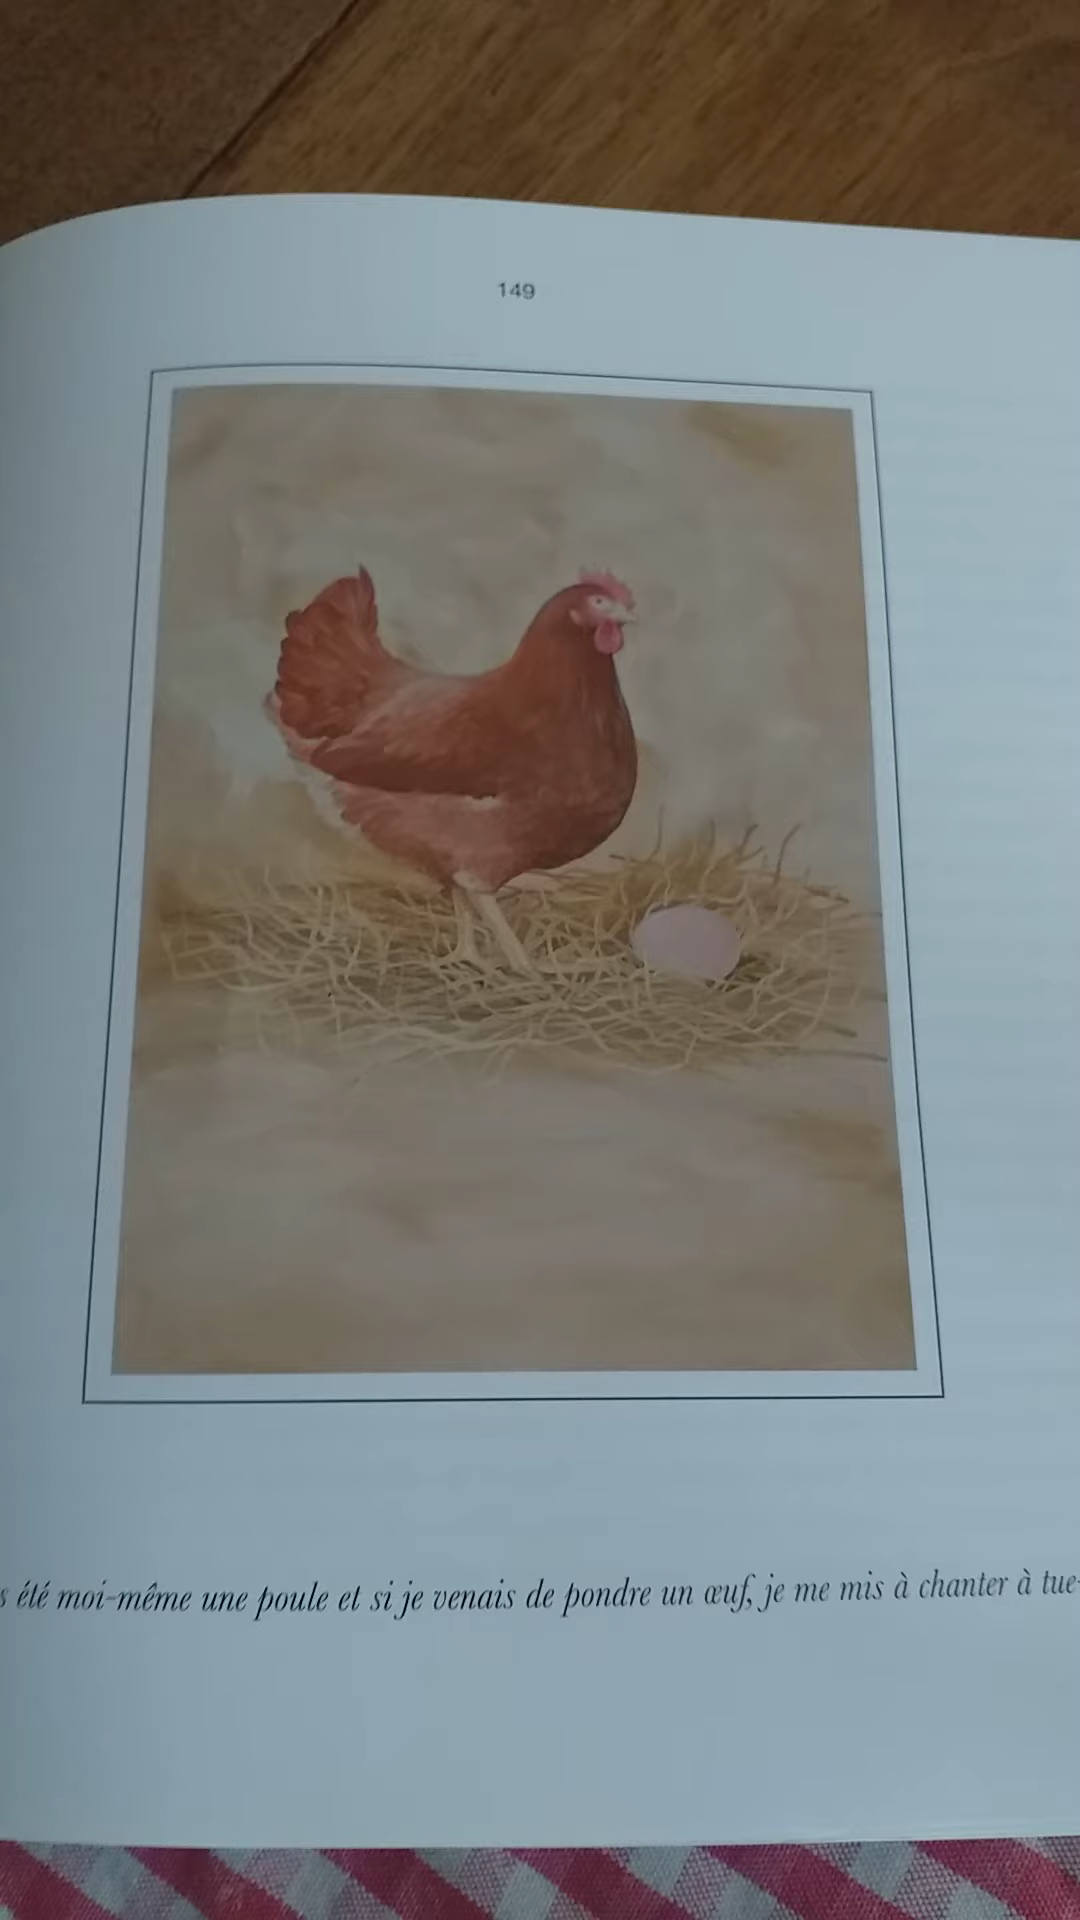 149
été moi-même une poule et si je venais de pondre un œuf, je me mis à chanter à tue-